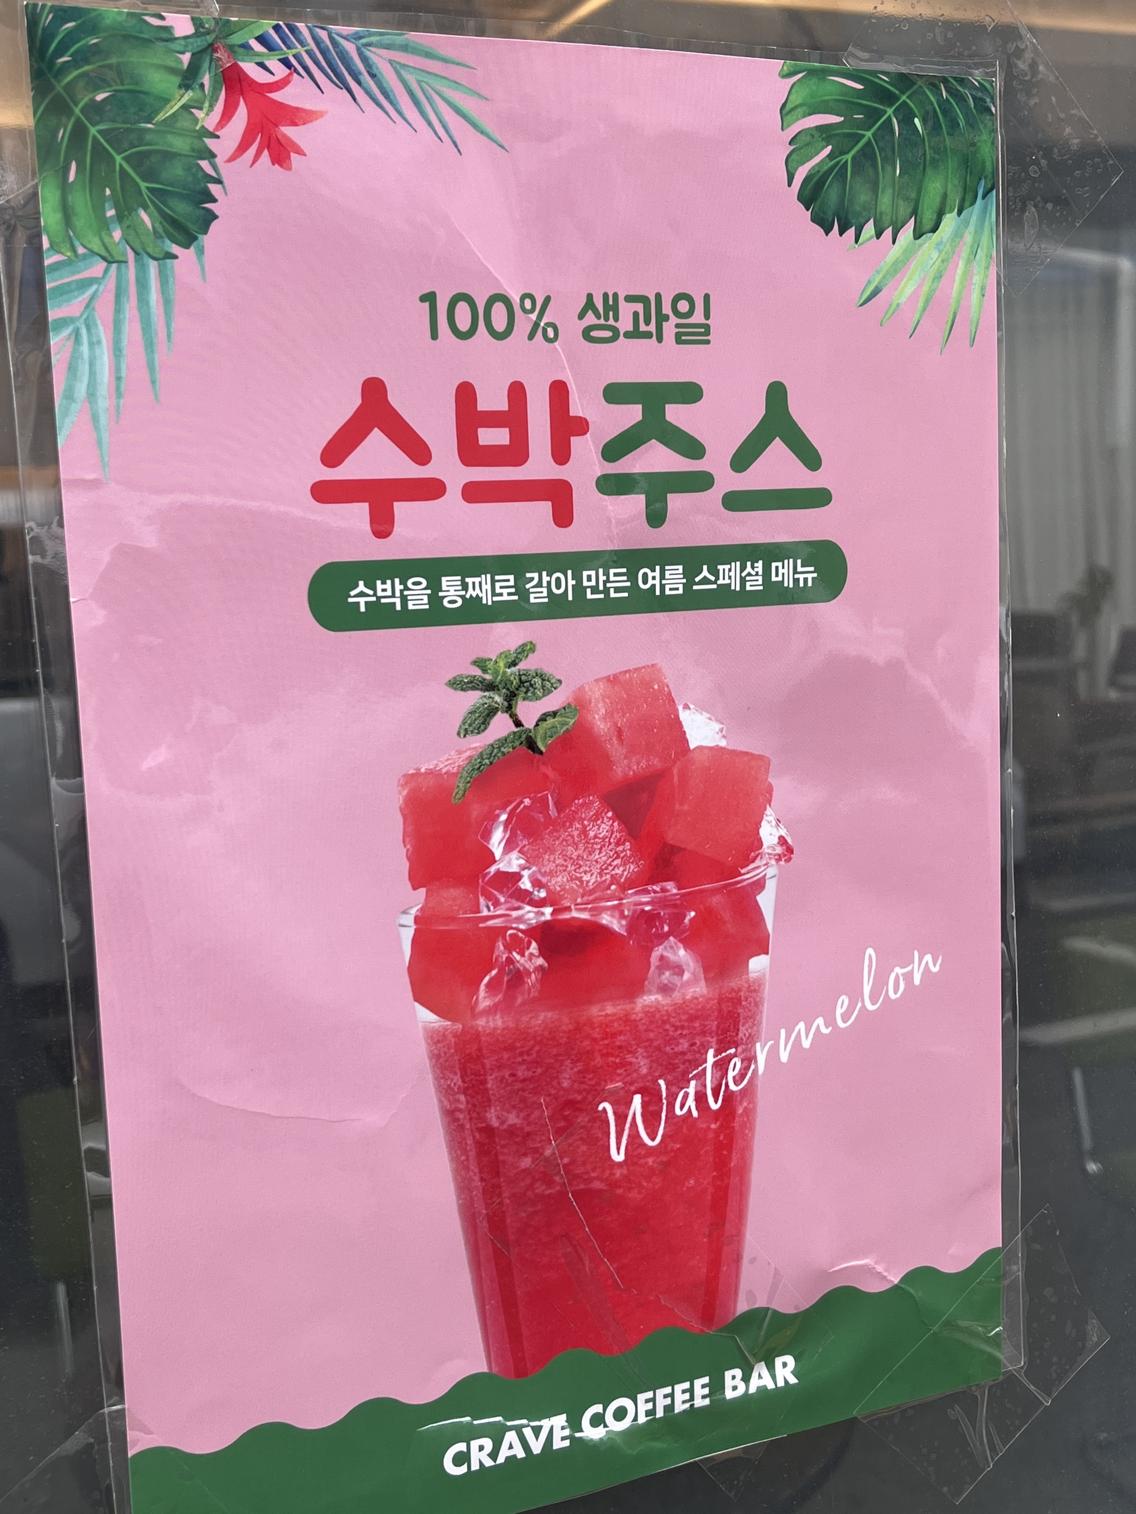 100% 생과일
수박주스
수박을 통째로 갈아 만든 여름 스페셜 메뉴
Watermelon
CRAVE COFFEE BAR